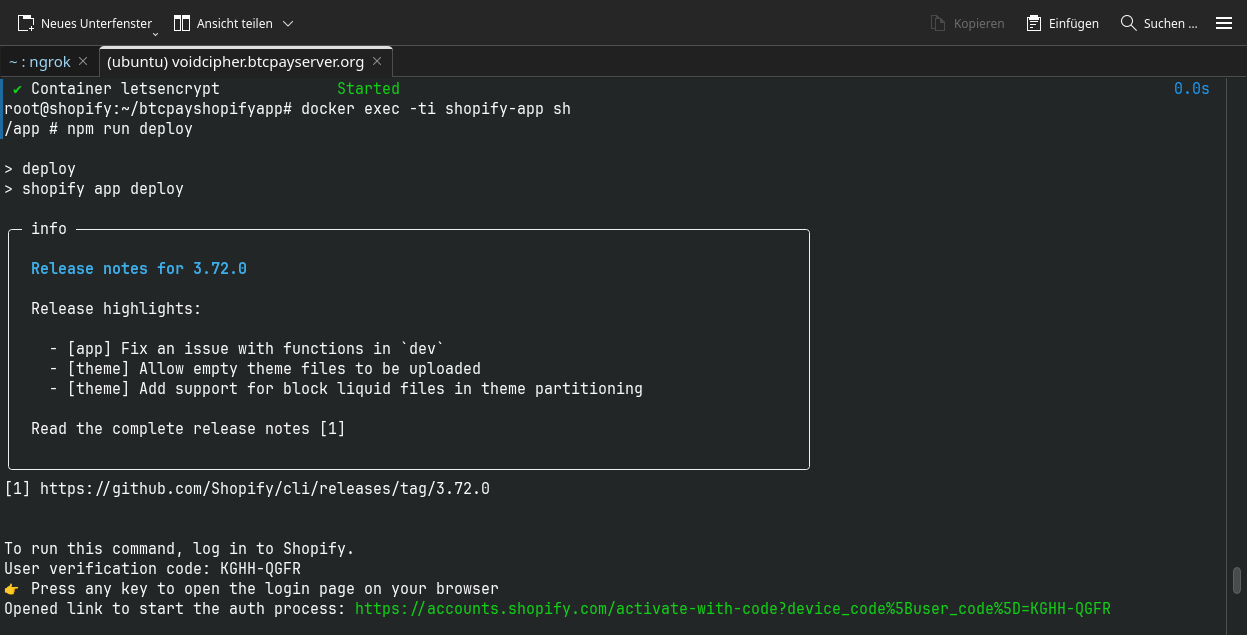 Neues Unterfenster Ansicht teilen Kopieren Einfügen Suchen ...
~ : ngrok (ubuntu) voidcipher.btcpayserver.org
✔ Container letsencrypt Started 0.0s
root@shopify:~/btcpayshopifyapp# docker exec -ti shopify-app sh
/app # npm run deploy
> deploy
> shopify app deploy
info
Release notes for 3.72.0
Release highlights:
- [app] Fix an issue with functions in `dev`
- [theme] Allow empty theme files to be uploaded
- [theme] Add support for block liquid files in theme partitioning
Read the complete release notes [1]
[1] https://github.com/Shopify/cli/releases/tag/3.72.0
To run this command, log in to Shopify.
User verification code: KGHH-QGFR
👉 Press any key to open the login page on your browser
Opened link to start the auth process: https://accounts.shopify.com/activate-with-code?device_code%5Buser_code%5D=KGHH-QGFR